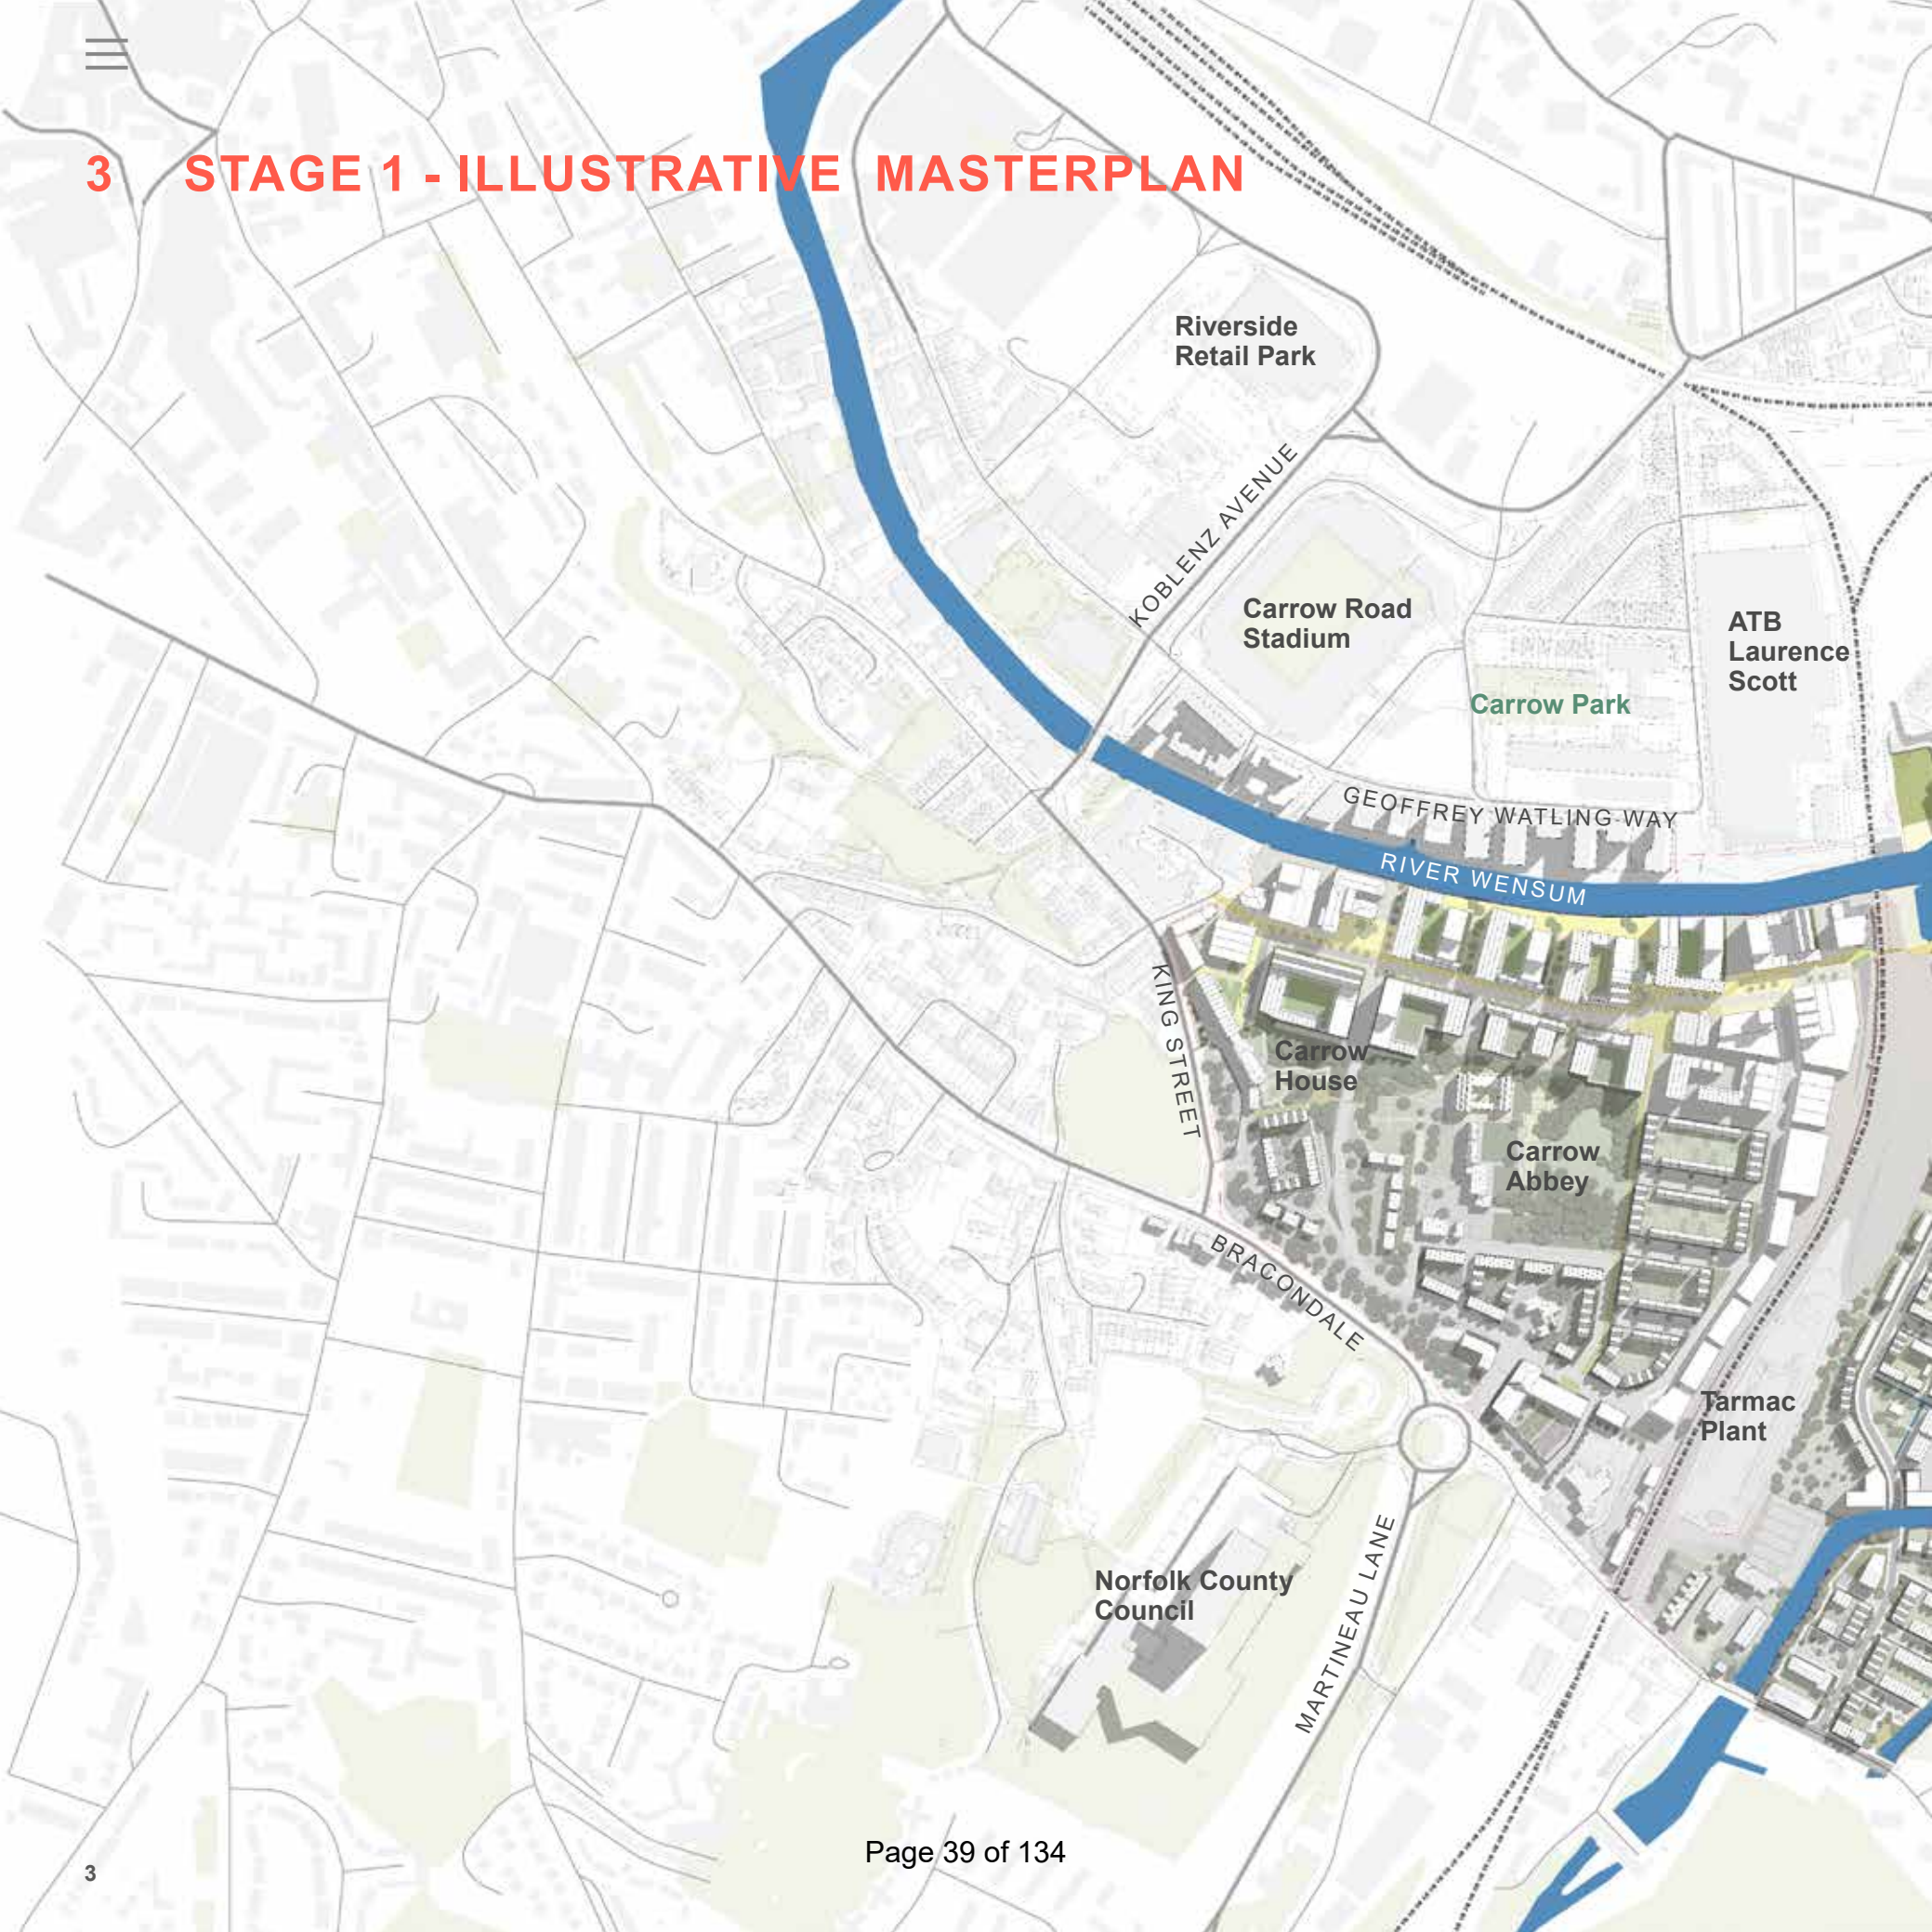 3 STAGE 1 - ILLUSTRATIVE MASTERPLAN
Riverside
Retail Park
KOBLENZ AVENUE
Carrow Road
Stadium
ATB
Laurence
Scott
Carrow Park
GEOFFREY WATLING WAY
RIVER WENSUM
KING STREET
Carrow
House
Carrow
Abbey
BRACONDALE
Tarmac
Plant
Norfolk County
Council
MARTINEAU LANE
Page 39 of 134
3